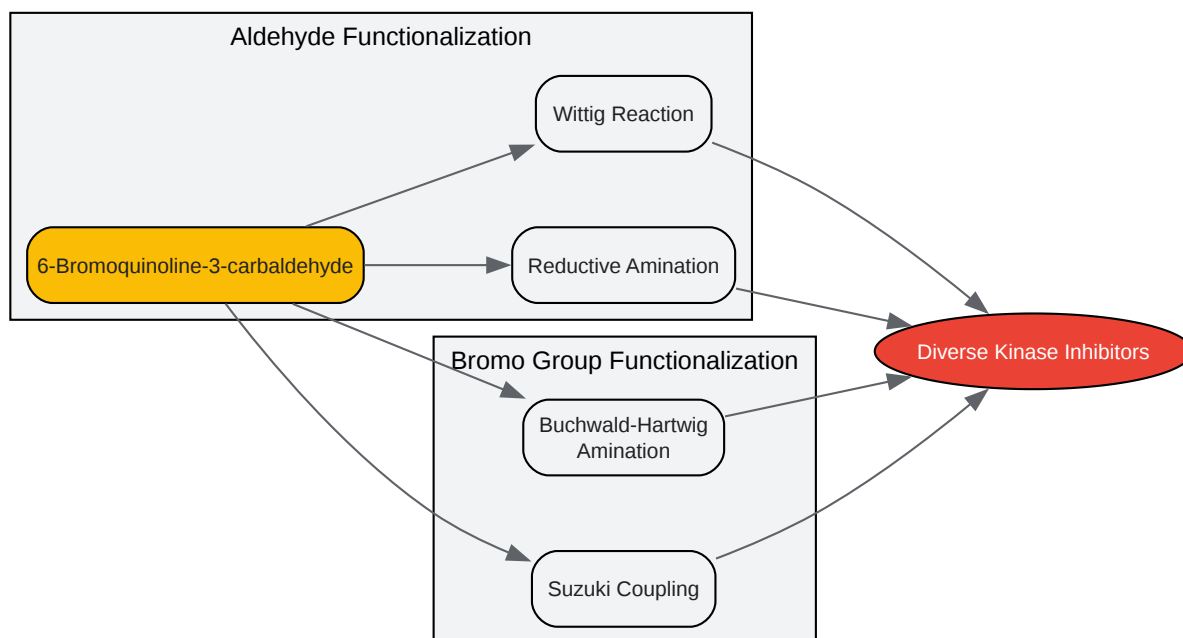 Aldehyde Functionalization
Wittig Reaction
6-Bromoquinoline-3-carbaldehyde
Reductive Amination
Diverse Kinase Inhibitors
Bromo Group Functionalization
Buchwald-Hartwig
Amination
Suzuki Coupling